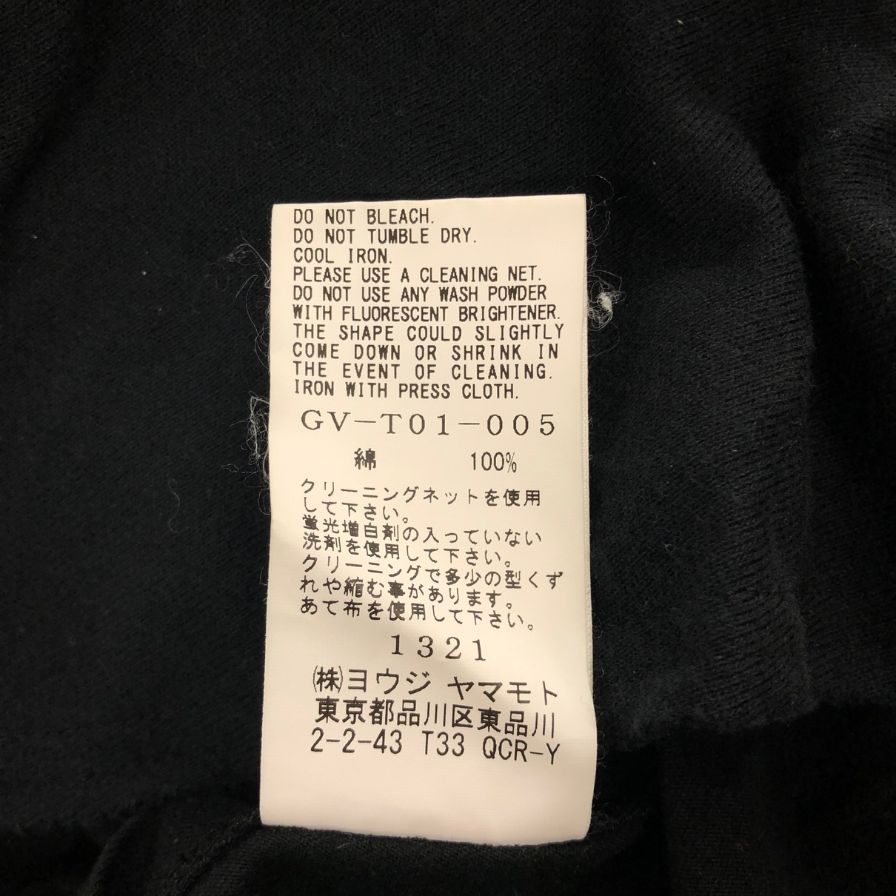 DO NOT BLEACH.
DO NOT TUMBLE DRY.
COOL IRON.
PLEASE USE A CLEANING NET.
DO NOT USE ANY WASH POWDER
WITH FLUORESCENT BRIGHTENER.
THE SHAPE COULD SLIGHTLY
COME DOWN OR SHRINK IN
THE EVENT OF CLEANING.
IRON WITH PRESS CLOTH.
GV-T01-005
綿 100%
クリーニングネットを使用
して下さい。
蛍光増白剤の入っていない
洗剤を使用して下さい。
クリーニングで多少の型くず
れや縮む事があります。
あて布を使用して下さい。
1321
㈱ヨウジ ヤマモト
東京都品川区東品川
2-2-43 T33 QCR-Y